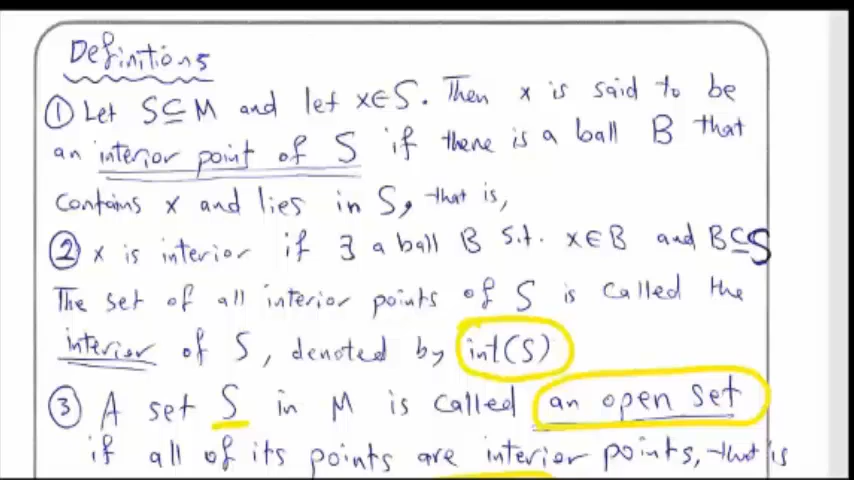 Definitions
① Let S⊆M and let x∈S. Then x is said to be
an interior point of S if there is a ball B that
contains x and lies in S, that is,
② x is interior if ∃ a ball B s.t. x∈B and B⊆S
The set of all interior points of S is called the
interior of S, denoted by int(S)
③ A set S in M is called an open set
if all of its points are interior points, that is